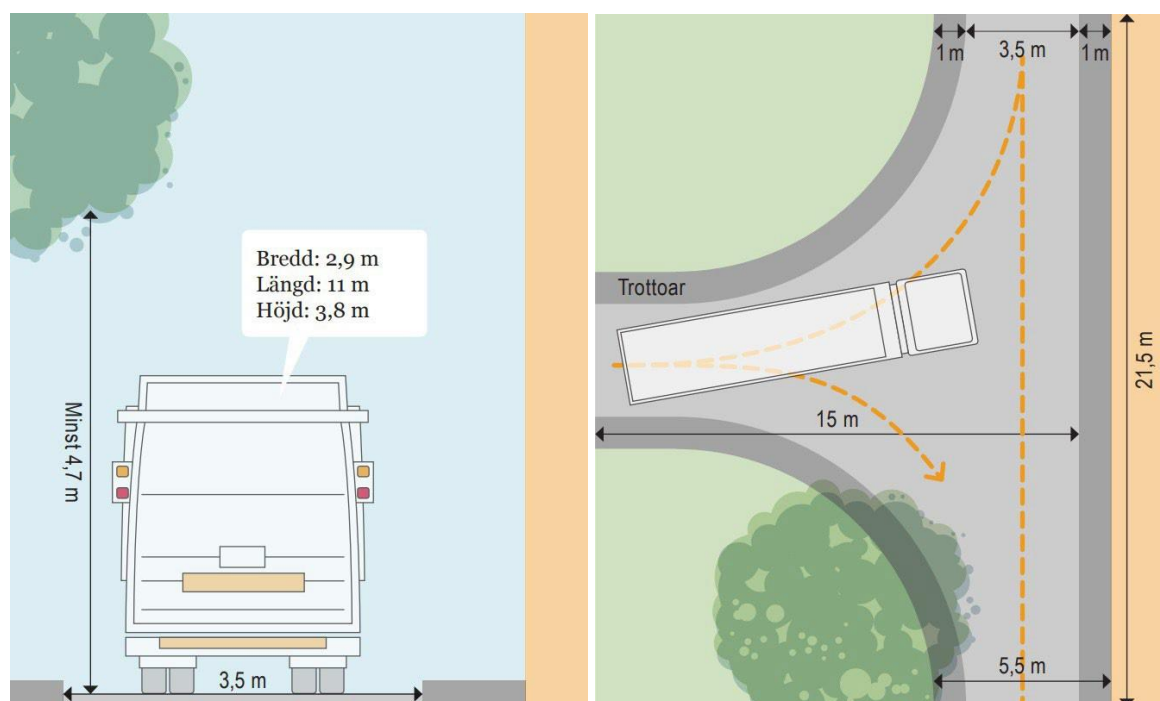 Bredd: 2,9 m
Längd: 11 m
Höjd: 3,8 m
Minst 4,7 m
3,5 m
1 m
3,5 m
1 m
Trottoar
21,5 m
15 m
5,5 m